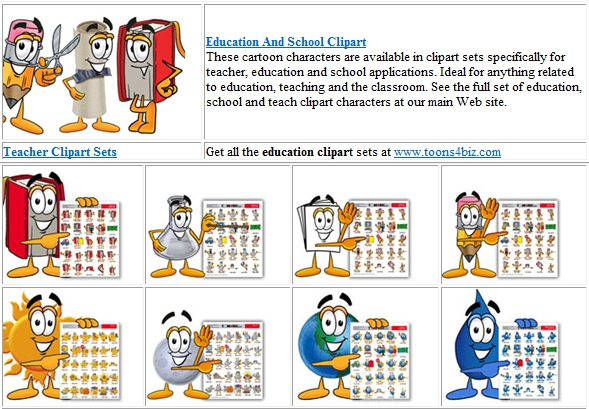 Education And School Clipart
These cartoon characters are available in clipart sets specifically for
teacher, education and school applications. Ideal for anything related
to education, teaching and the classroom. See the full set of education,
school and teach clipart characters at our main Web site.
Teacher Clipart Sets
Get all the education clipart sets at www.toons4biz.com